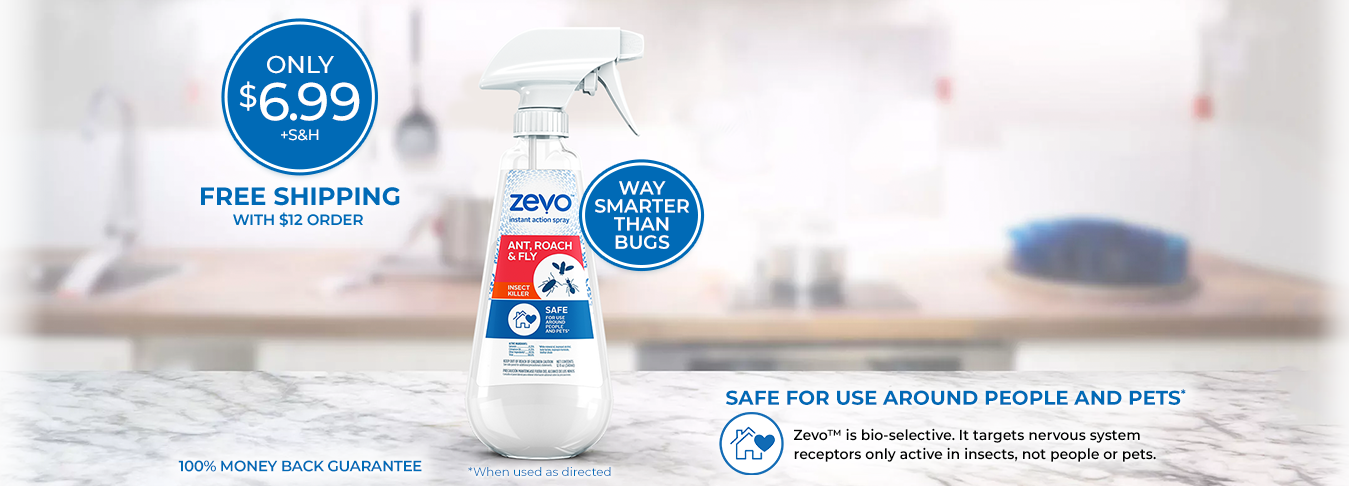 ONLY
$6.99
+S&H
FREE SHIPPING
WITH $12 ORDER
zevo
instant action spray
ANT, ROACH
& FLY
INSECT
KILLER
SAFE
FOR USE
AROUND
PEOPLE
AND PETS*
WAY
SMARTER
THAN
BUGS
SAFE FOR USE AROUND PEOPLE AND PETS*
Zevo™ is bio-selective. It targets nervous system
receptors only active in insects, not people or pets.
100% MONEY BACK GUARANTEE
*When used as directed